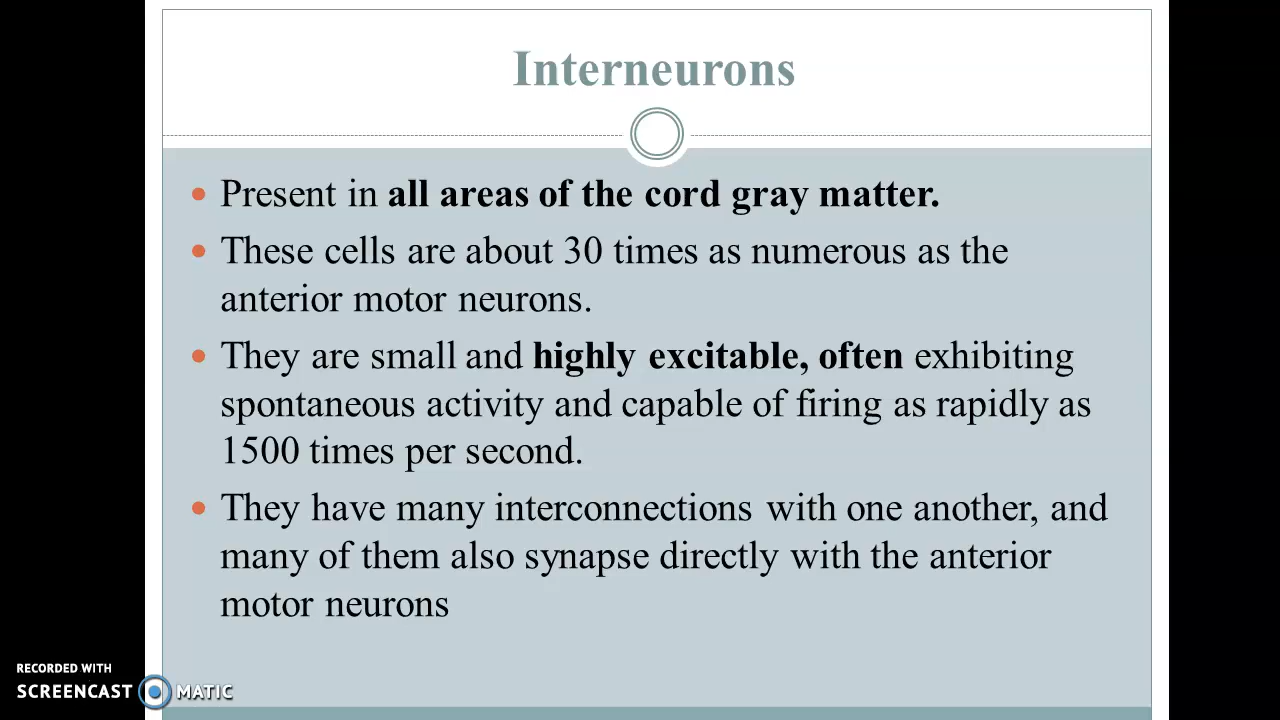 Interneurons
• Present in all areas of the cord gray matter.
• These cells are about 30 times as numerous as the
anterior motor neurons.
• They are small and highly excitable, often exhibiting
spontaneous activity and capable of firing as rapidly as
1500 times per second.
• They have many interconnections with one another, and
many of them also synapse directly with the anterior
motor neurons
RECORDED WITH
SCREENCAST MATIC